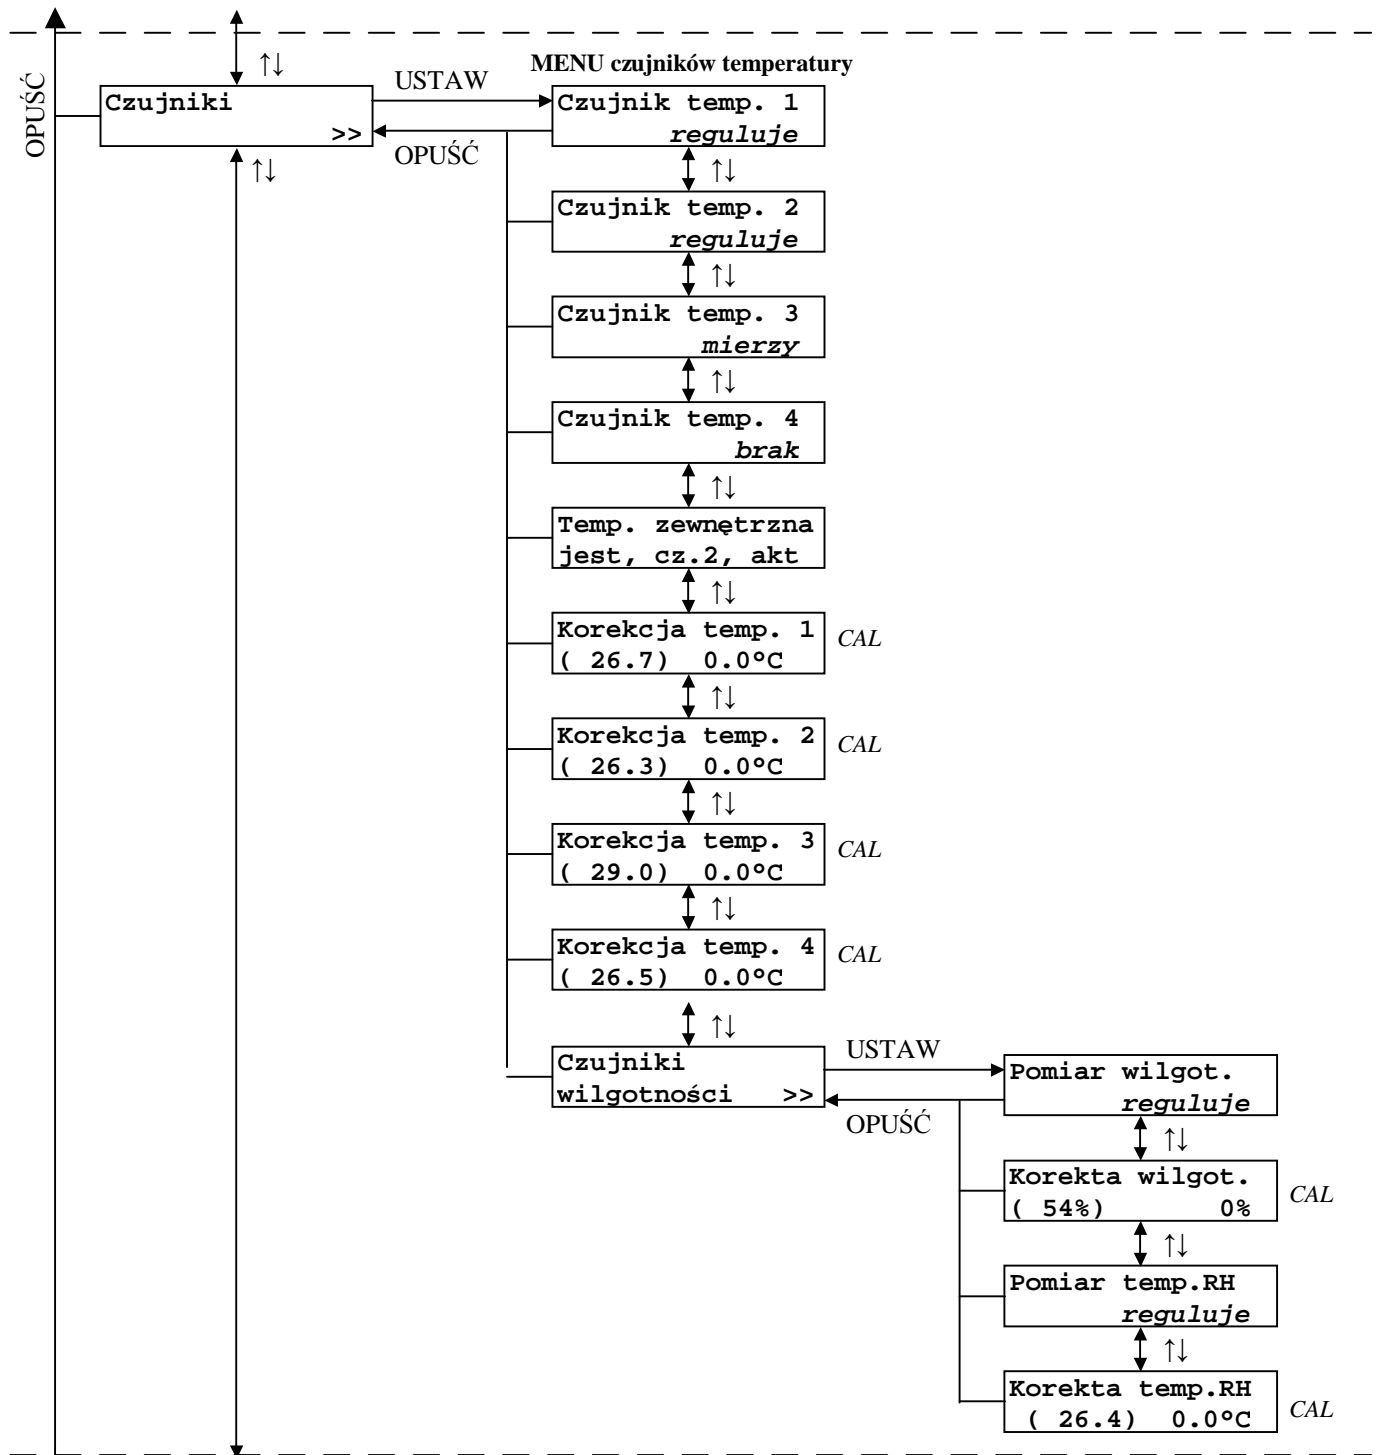 OPUŚĆ
↑↓
MENU czujników temperatury
Czujniki
>>
USTAW
OPUŚĆ
↑↓
Czujnik temp. 1
reguluje
↑↓
Czujnik temp. 2
reguluje
↑↓
Czujnik temp. 3
mierzy
↑↓
Czujnik temp. 4
brak
↑↓
Temp. zewnętrzna
jest, cz.2, akt
↑↓
Korekcja temp. 1
( 26.7) 0.0°C
CAL
↑↓
Korekcja temp. 2
( 26.3) 0.0°C
CAL
↑↓
Korekcja temp. 3
( 29.0) 0.0°C
CAL
↑↓
Korekcja temp. 4
( 26.5) 0.0°C
CAL
↑↓
Czujniki
wilgotności >>
USTAW
OPUŚĆ
Pomiar wilgot.
reguluje
↑↓
Korekta wilgot.
( 54%) 0%
CAL
↑↓
Pomiar temp.RH
reguluje
↑↓
Korekta temp.RH
( 26.4) 0.0°C
CAL